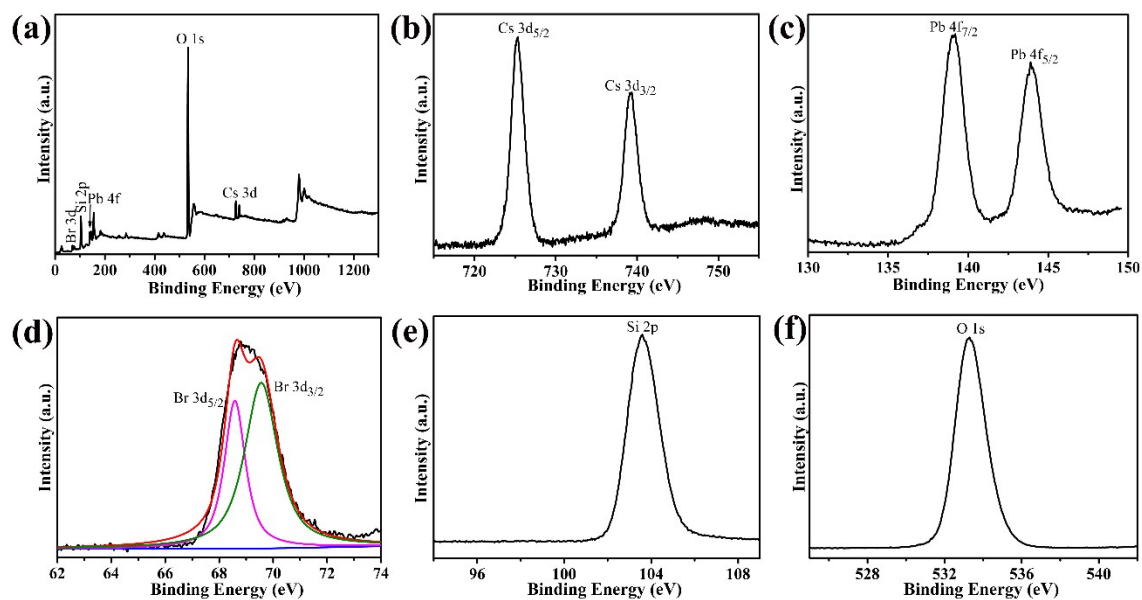 (a)
O 1s
Br 3d
Si 2p
Pb 4f
Cs 3d
Intensity (a.u.)
0 200 400 600 800 1000 1200
Binding Energy (eV)
(b)
Cs 3d5/2
Cs 3d3/2
Intensity (a.u.)
720 730 740 750
Binding Energy (eV)
(c)
Pb 4f7/2
Pb 4f5/2
Intensity (a.u.)
130 135 140 145 150
Binding Energy (eV)
(d)
Br 3d5/2
Br 3d3/2
Intensity (a.u.)
62 64 66 68 70 72 74
Binding Energy (eV)
(e)
Si 2p
Intensity (a.u.)
96 100 104 108
Binding Energy (eV)
(f)
O 1s
Intensity (a.u.)
528 532 536 540
Binding Energy (eV)